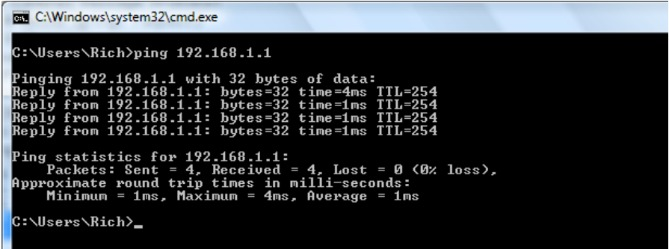 C:\Windows\system32\cmd.exe
C:\Users\Rich>ping 192.168.1.1
Pinging 192.168.1.1 with 32 bytes of data:
Reply from 192.168.1.1: bytes=32 time=4ms TTL=254
Reply from 192.168.1.1: bytes=32 time=1ms TTL=254
Reply from 192.168.1.1: bytes=32 time=1ms TTL=254
Reply from 192.168.1.1: bytes=32 time=1ms TTL=254
Ping statistics for 192.168.1.1:
    Packets: Sent = 4, Received = 4, Lost = 0 (0% loss),
Approximate round trip times in milli-seconds:
    Minimum = 1ms, Maximum = 4ms, Average = 1ms
C:\Users\Rich>_